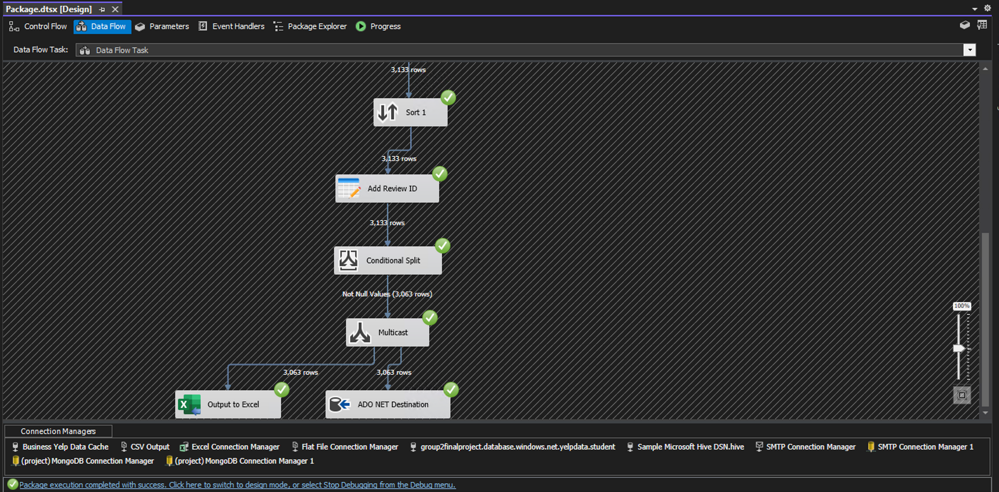 Package.dtsx [Design]
Control Flow Data Flow Parameters Event Handlers Package Explorer Progress
Data Flow Task: Data Flow Task
3,133 rows
Sort 1
3,133 rows
Add Review ID
3,133 rows
Conditional Split
Not Null Values (3,063 rows)
100%
Multicast
3,063 rows 3,063 rows
Output to Excel ADO NET Destination
Connection Managers
Business Yelp Data Cache CSV Output Excel Connection Manager Flat File Connection Manager group2finalproject.database.windows.net.yelpdata.student Sample Microsoft Hive DSN.hive SMTP Connection Manager SMTP Connection Manager 1
(project) MongoDB Connection Manager (project) MongoDB Connection Manager 1
Package execution completed with success. Click here to switch to design mode, or select Stop Debugging from the Debug menu.